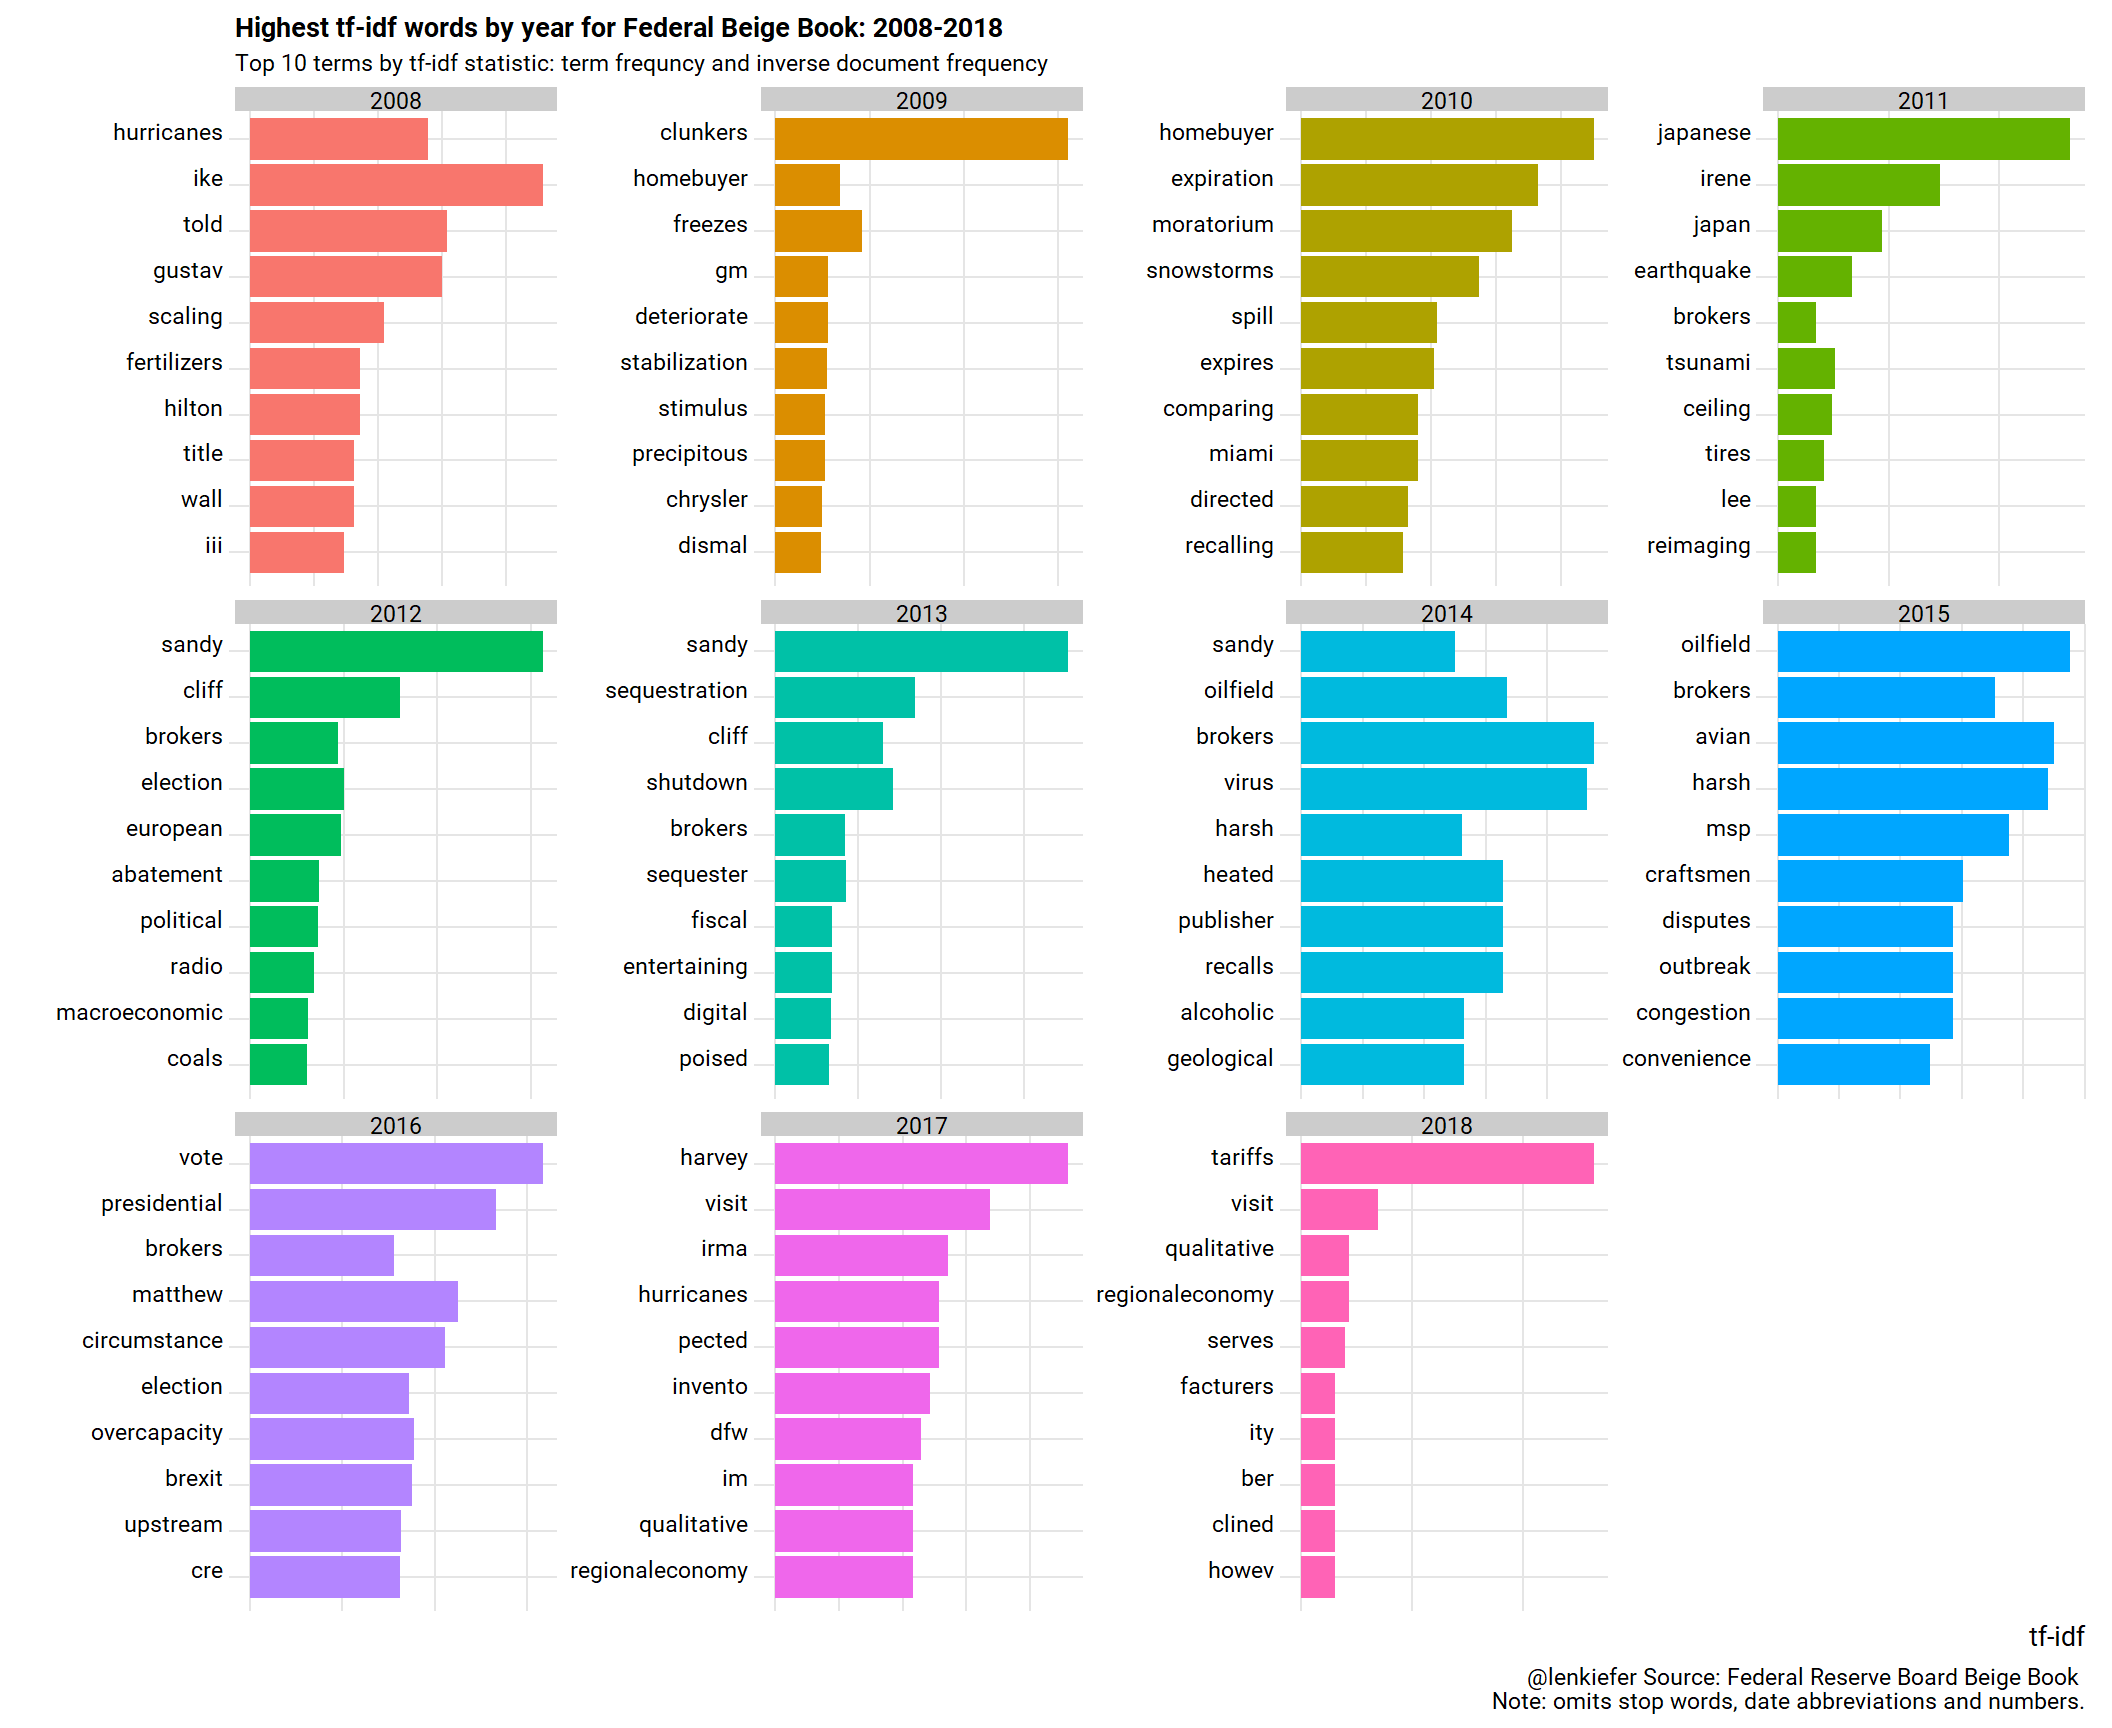 Highest tf-idf words by year for Federal Beige Book: 2008-2018
Top 10 terms by tf-idf statistic: term frequncy and inverse document frequency
2008
hurricanes
ike
told
gustav
scaling
fertilizers
hilton
title
wall
iii
2009
clunkers
homebuyer
freezes
gm
deteriorate
stabilization
stimulus
precipitous
chrysler
dismal
2010
homebuyer
expiration
moratorium
snowstorms
spill
expires
comparing
miami
directed
recalling
2011
japanese
irene
japan
earthquake
brokers
tsunami
ceiling
tires
lee
reimaging
2012
sandy
cliff
brokers
election
european
abatement
political
radio
macroeconomic
coals
2013
sandy
sequestration
cliff
shutdown
brokers
sequester
fiscal
entertaining
digital
poised
2014
sandy
oilfield
brokers
virus
harsh
heated
publisher
recalls
alcoholic
geological
2015
oilfield
brokers
avian
harsh
msp
craftsmen
disputes
outbreak
congestion
convenience
2016
vote
presidential
brokers
matthew
circumstance
election
overcapacity
brexit
upstream
cre
2017
harvey
visit
irma
hurricanes
pected
invento
dfw
im
qualitative
regionaleconomy
2018
tariffs
visit
qualitative
regionaleconomy
serves
facturers
ity
ber
clined
howev
tf-idf
@lenkiefer Source: Federal Reserve Board Beige Book
Note: omits stop words, date abbreviations and numbers.